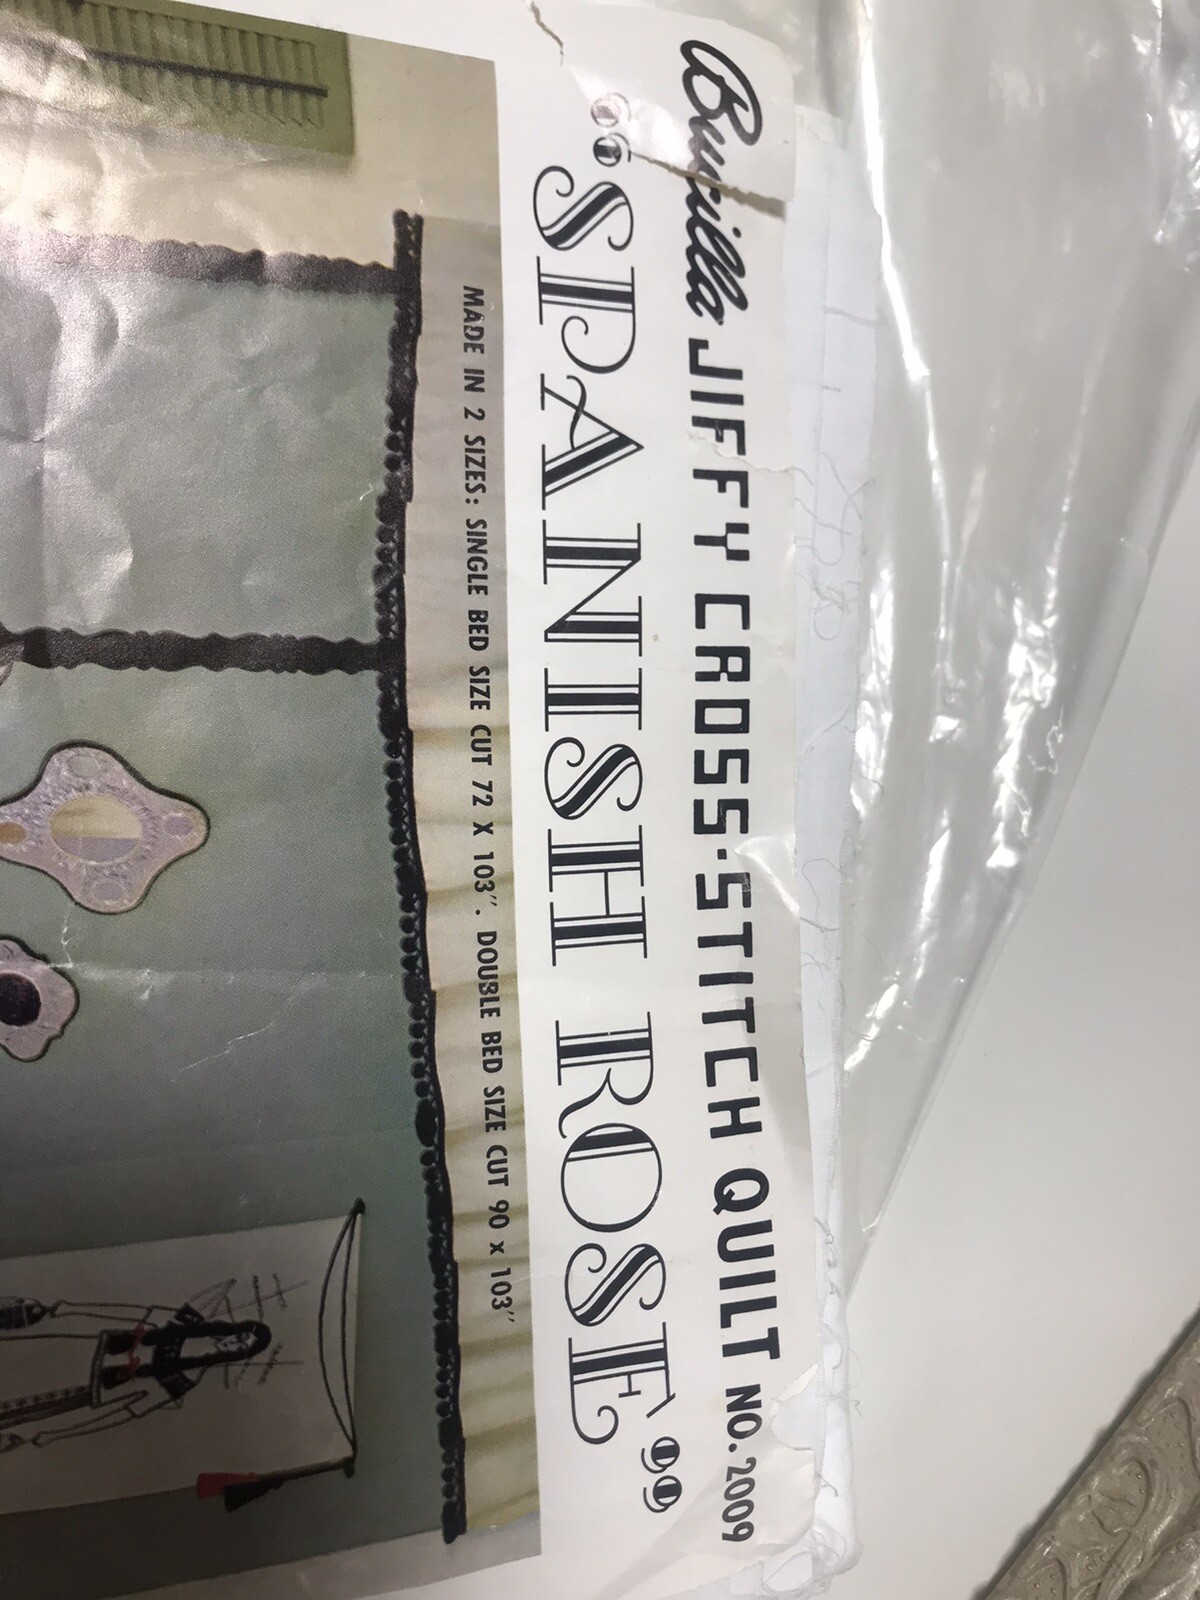 Bucilla JIFFY CROSS·STITCH QUILT NO. 2009
“SPANISH ROSE”
MADE IN 2 SIZES: SINGLE BED SIZE CUT 72 X 103". DOUBLE BED SIZE CUT 90 x 103"